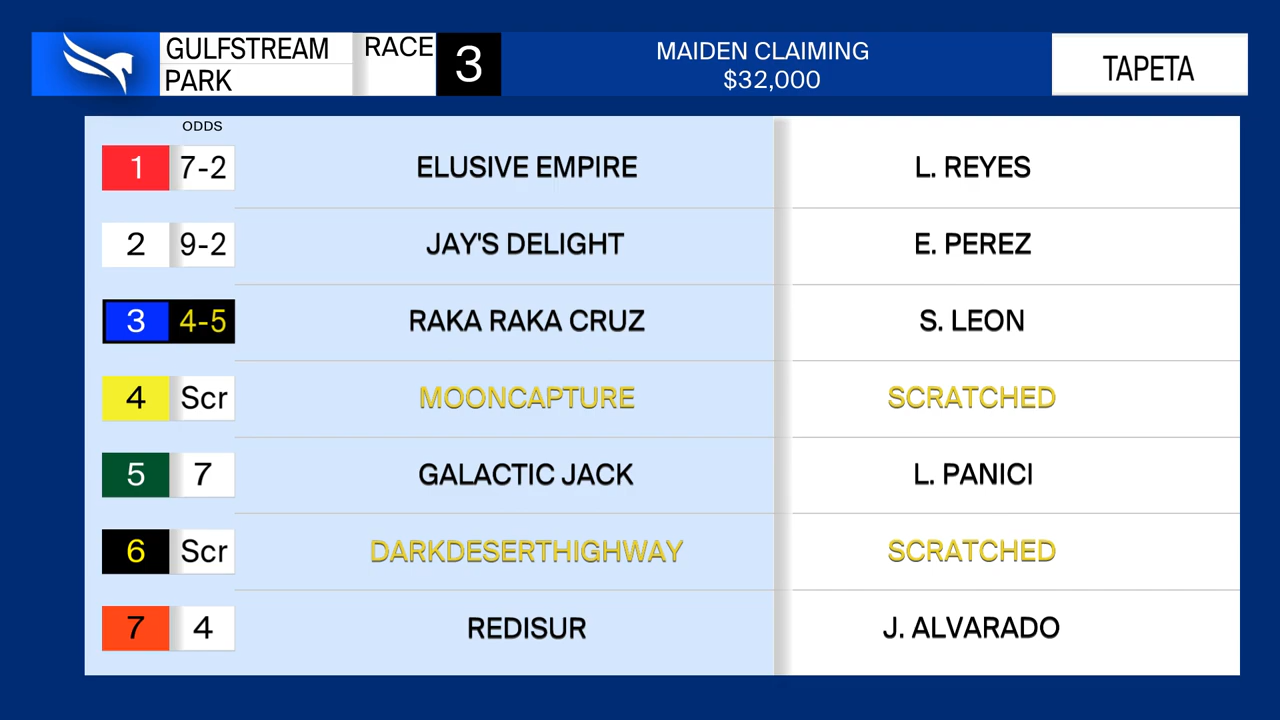 GULFSTREAM
PARK
RACE
3
MAIDEN CLAIMING
$32,000
TAPETA
ODDS
1 7-2 ELUSIVE EMPIRE L. REYES
2 9-2 JAY'S DELIGHT E. PEREZ
3 4-5 RAKA RAKA CRUZ S. LEON
4 Scr MOONCAPTURE SCRATCHED
5 7 GALACTIC JACK L. PANICI
6 Scr DARKDESERTHIGHWAY SCRATCHED
7 4 REDISUR J. ALVARADO